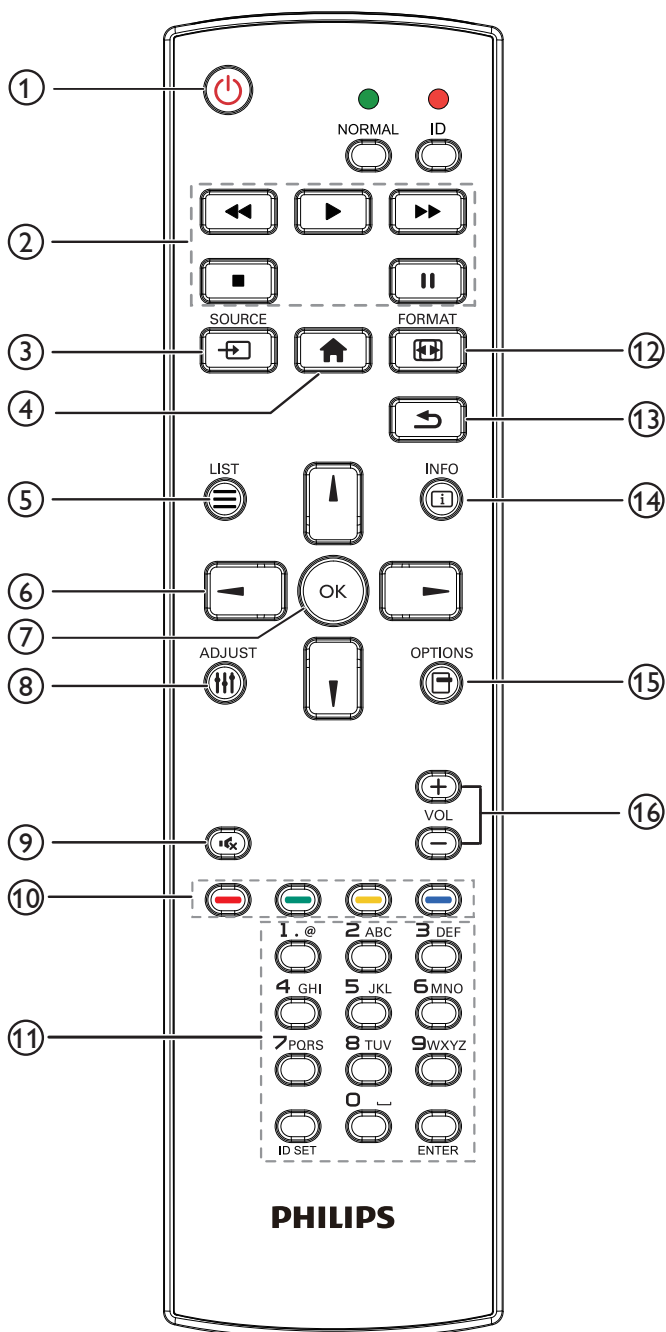 1
NORMAL ID
2
SOURCE FORMAT
3
12
4
13
LIST INFO
5
i
14
6
OK
7
ADJUST OPTIONS
8
15
+
VOL
16
−
9
10
1 . @ 2 ABC 3 DEF
4 GHI 5 JKL 6 MNO
11
7 PQRS 8 TUV 9 WXYZ
0 ⎵
ID SET ENTER
PHILIPS